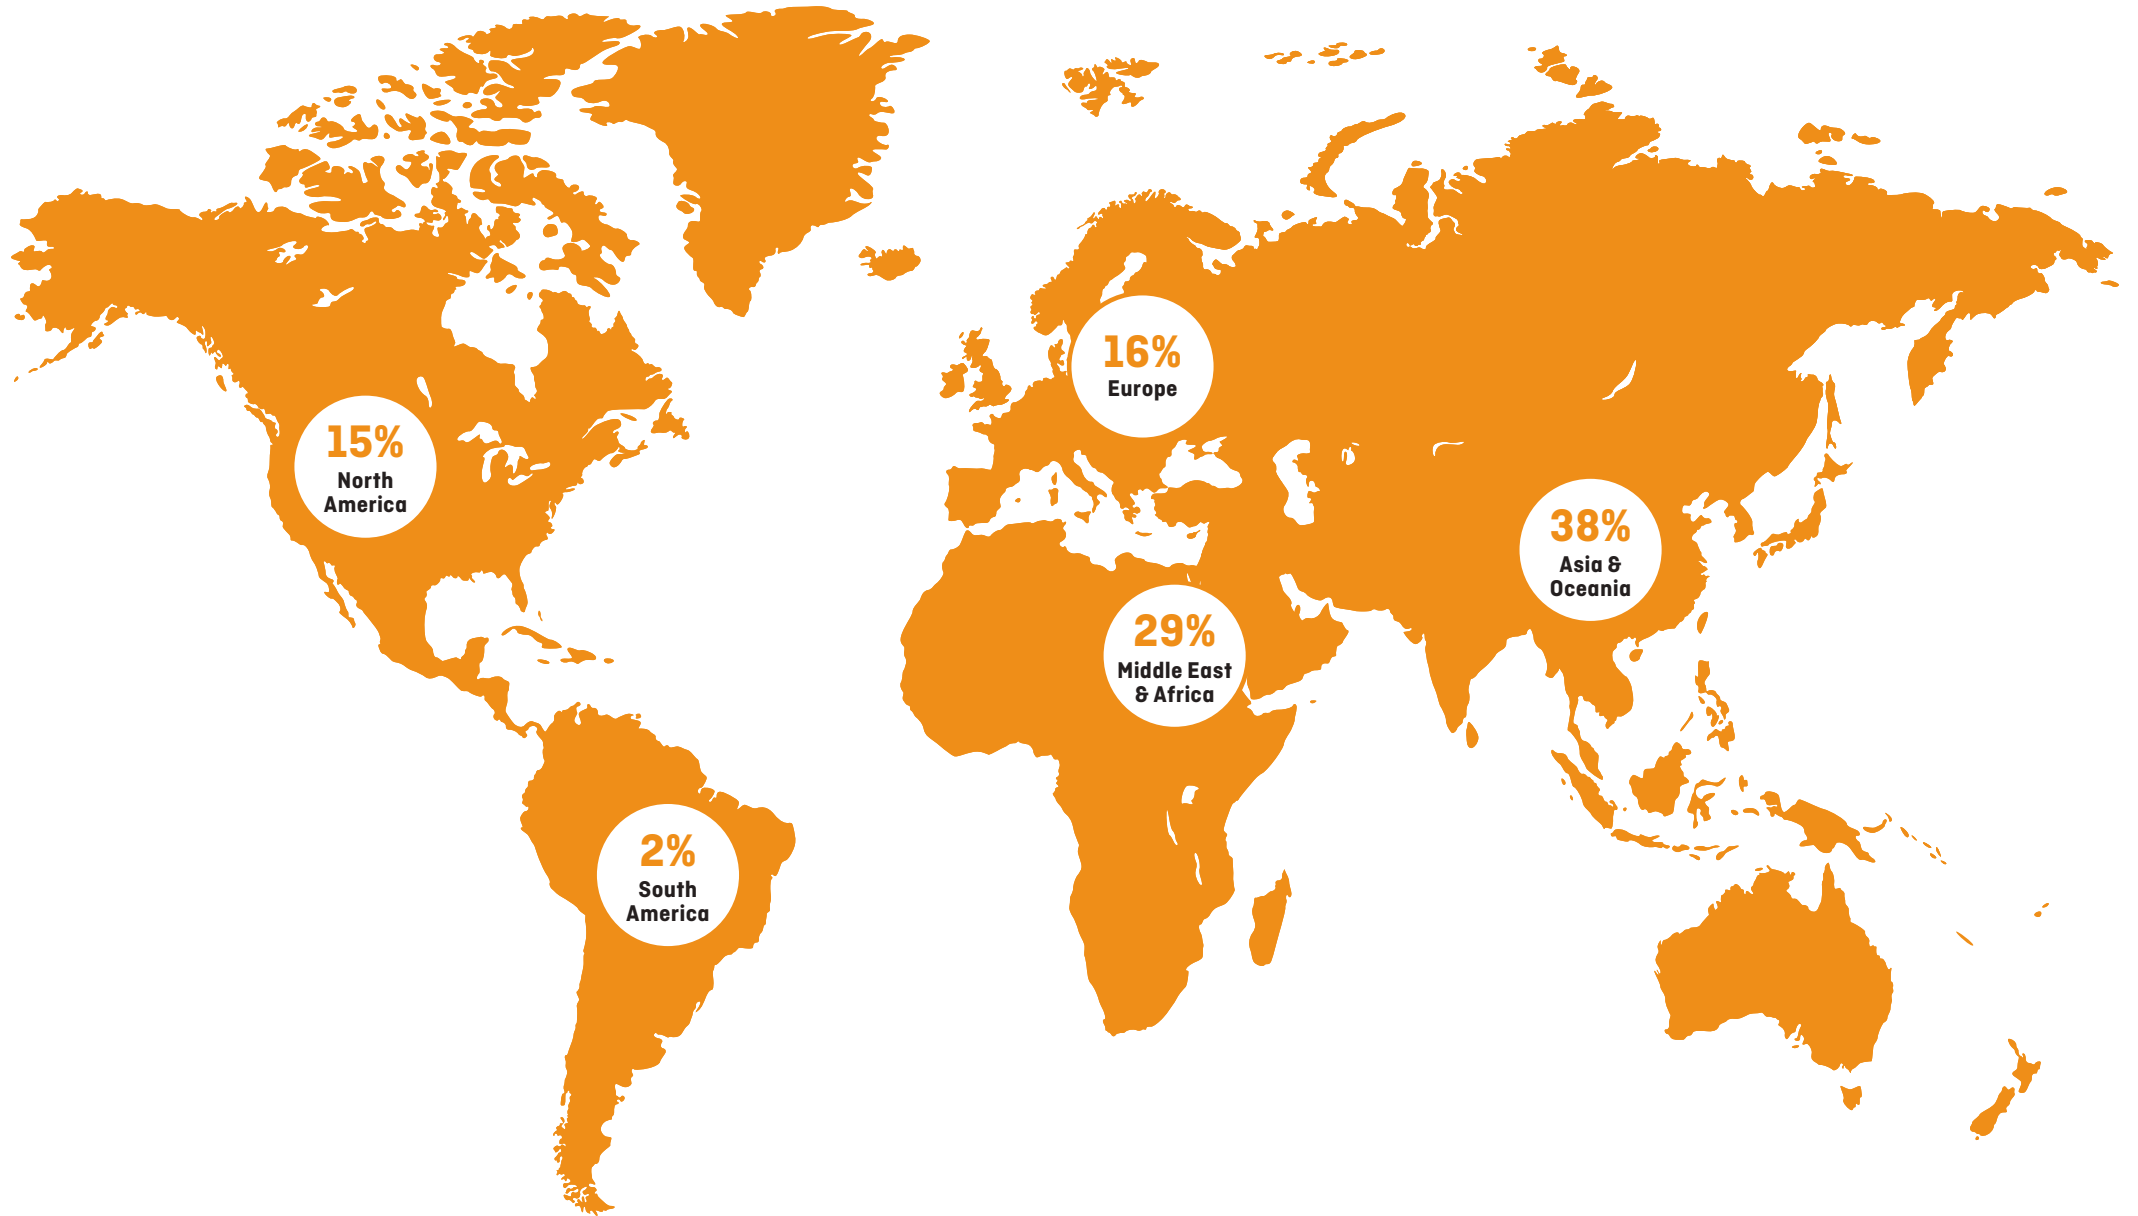 16%
Europe
15%
North
America
38%
Asia &
Oceania
29%
Middle East
& Africa
2%
South
America